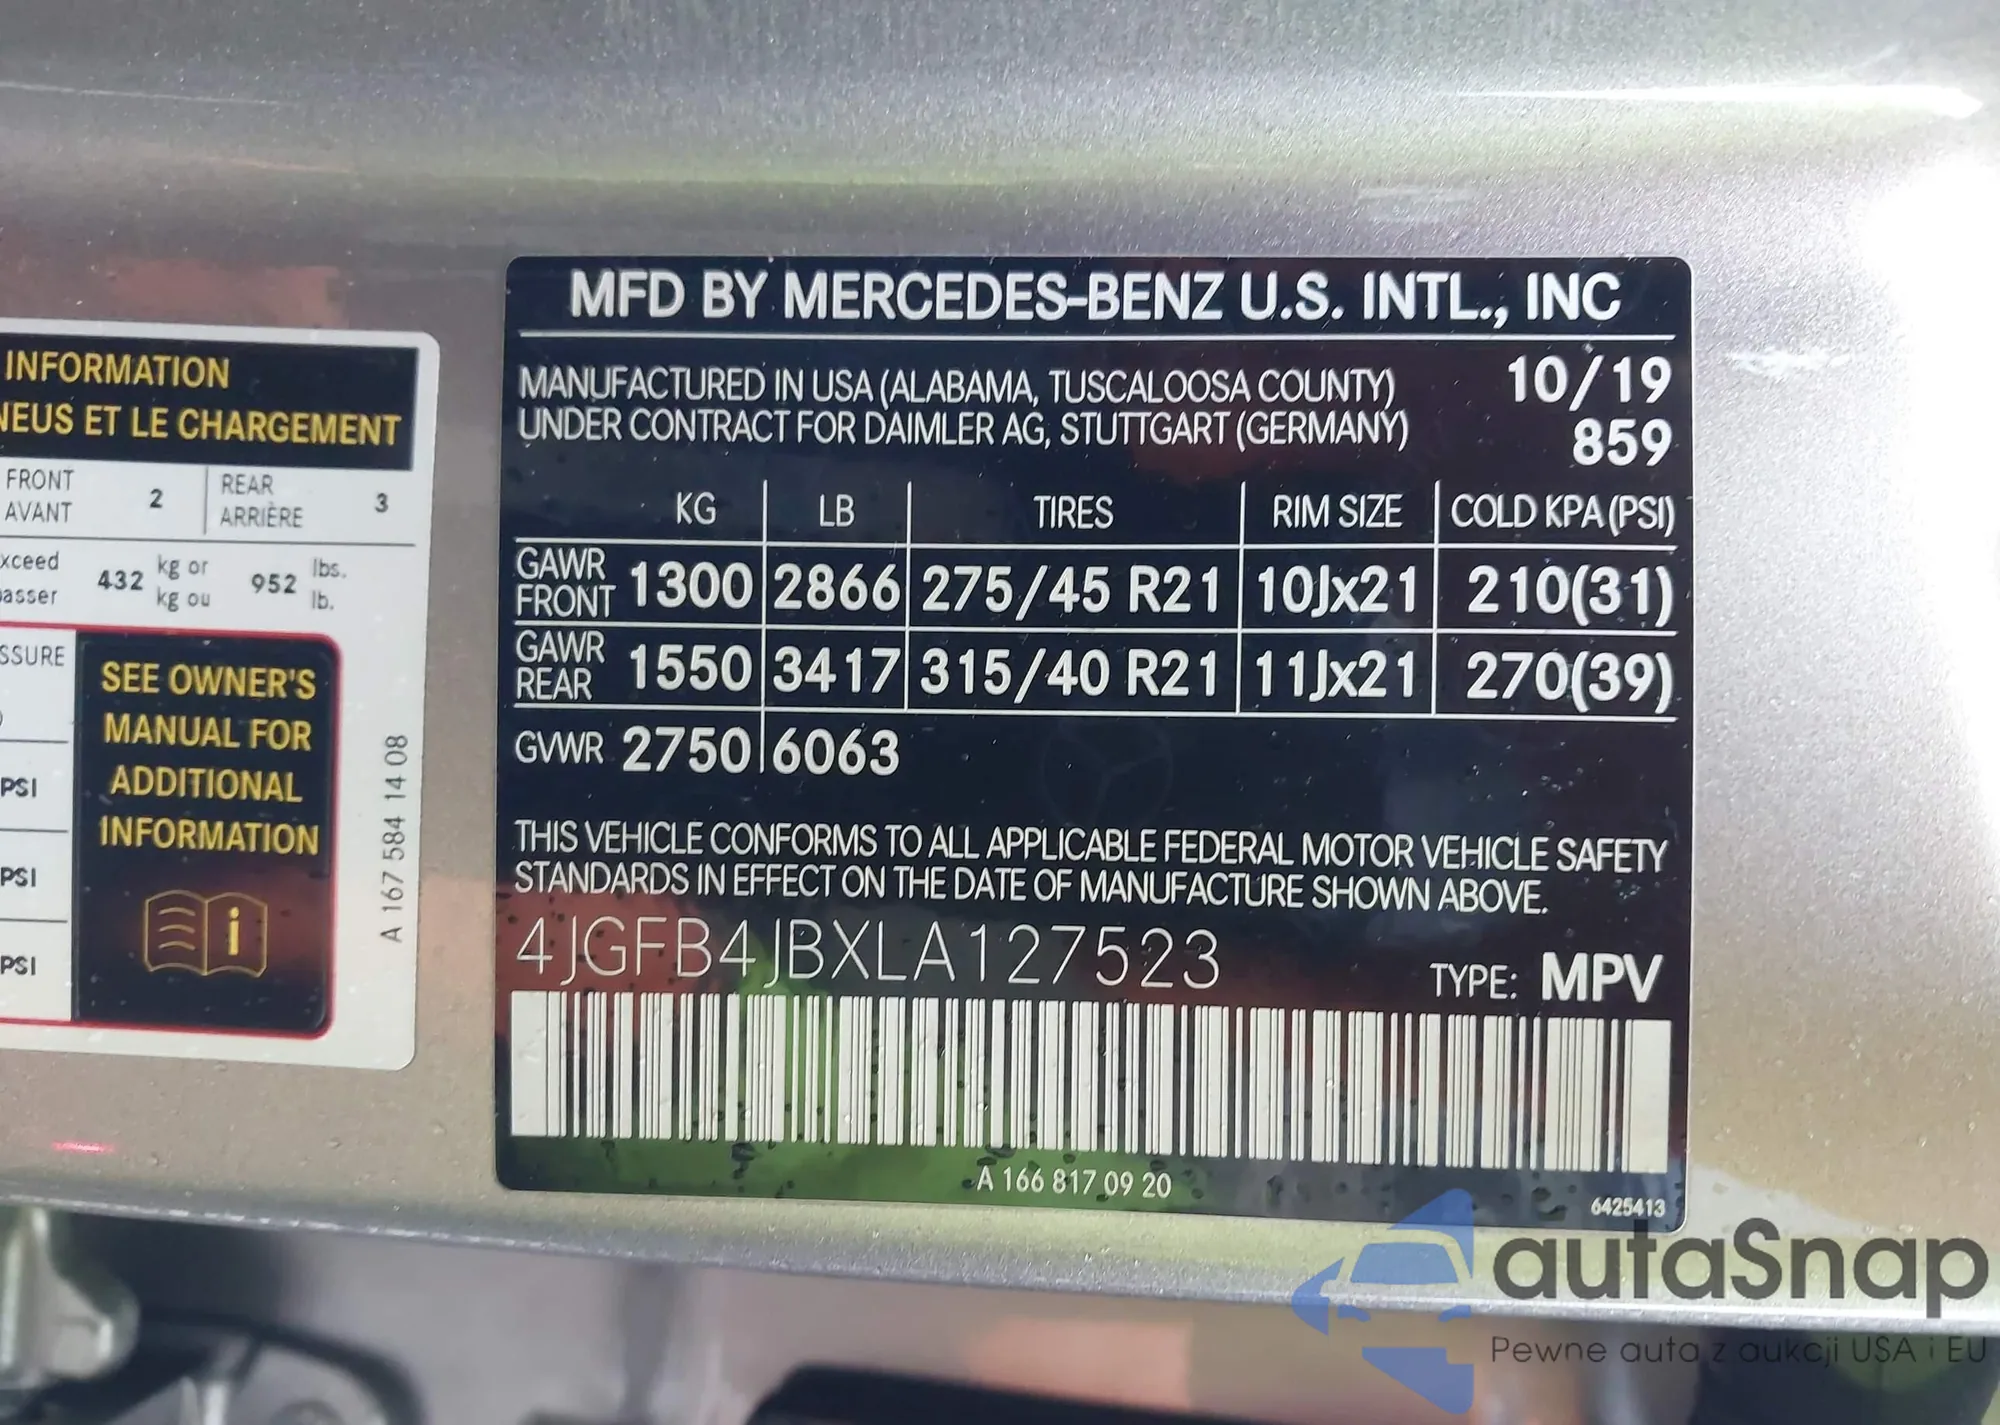 INFORMATION
NEUS ET LE CHARGEMENT
FRONT
AVANT
2
REAR
ARRIÈRE
3
xceed
asser
432
kg or
kg ou
952
lbs.
lb.
SSURE
PSI
PSI
PSI
SEE OWNER'S
MANUAL FOR
ADDITIONAL
INFORMATION
A 167 584 14 08
MFD BY MERCEDES-BENZ U.S. INTL., INC
MANUFACTURED IN USA (ALABAMA, TUSCALOOSA COUNTY) 10/19
UNDER CONTRACT FOR DAIMLER AG, STUTTGART (GERMANY) 859
KG LB TIRES RIM SIZE COLD KPA (PSI)
GAWR
FRONT 1300 2866 275/45 R21 10Jx21 210(31)
GAWR
REAR 1550 3417 315/40 R21 11Jx21 270(39)
GVWR 2750 6063
THIS VEHICLE CONFORMS TO ALL APPLICABLE FEDERAL MOTOR VEHICLE SAFETY
STANDARDS IN EFFECT ON THE DATE OF MANUFACTURE SHOWN ABOVE.
4JGFB4JBXLA127523
TYPE: MPV
A 166 817 09 20
6425413
autaSnap
Pewne auta z aukcji USA i EU